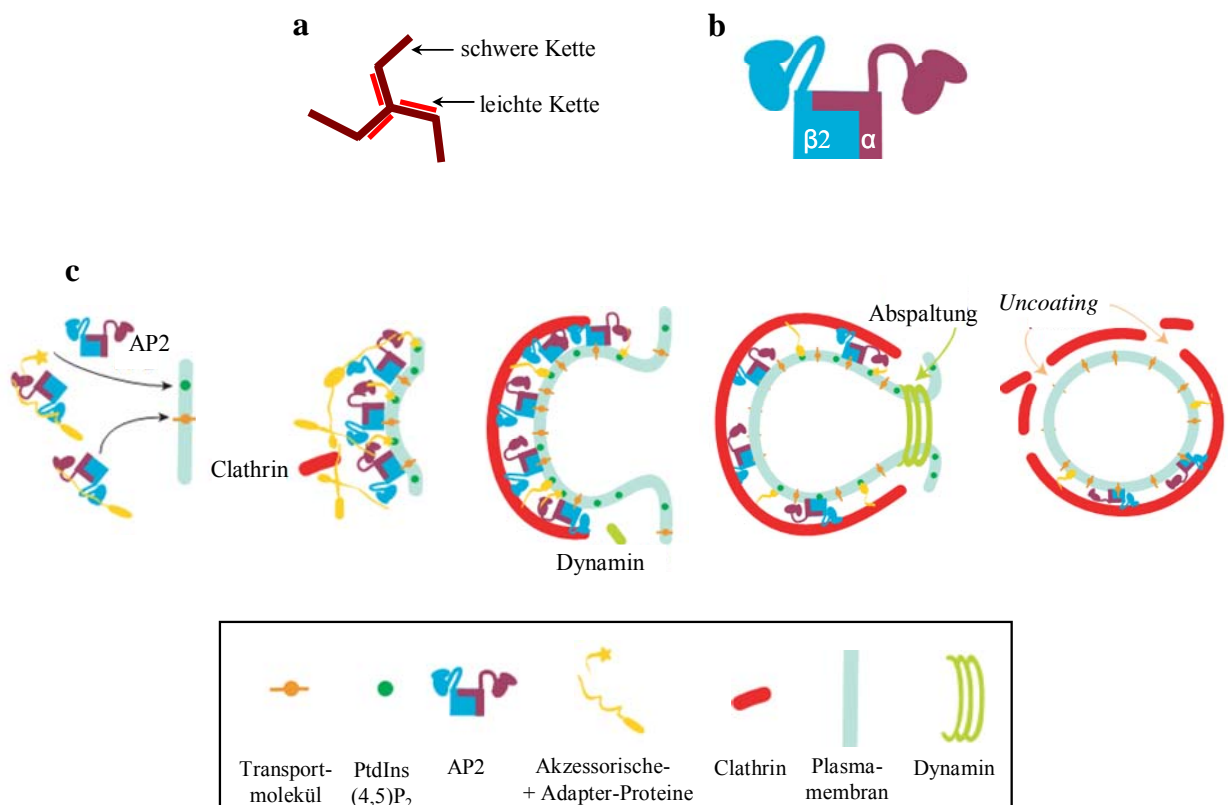 a
schwere Kette
leichte Kette
b
β2 α
c
AP2
Clathrin
Dynamin
Abspaltung
Uncoating
Transport-
molekül
PtdIns
(4,5)P₂
AP2
Akzessorische-
+ Adapter-Proteine
Clathrin
Plasma-
membran
Dynamin